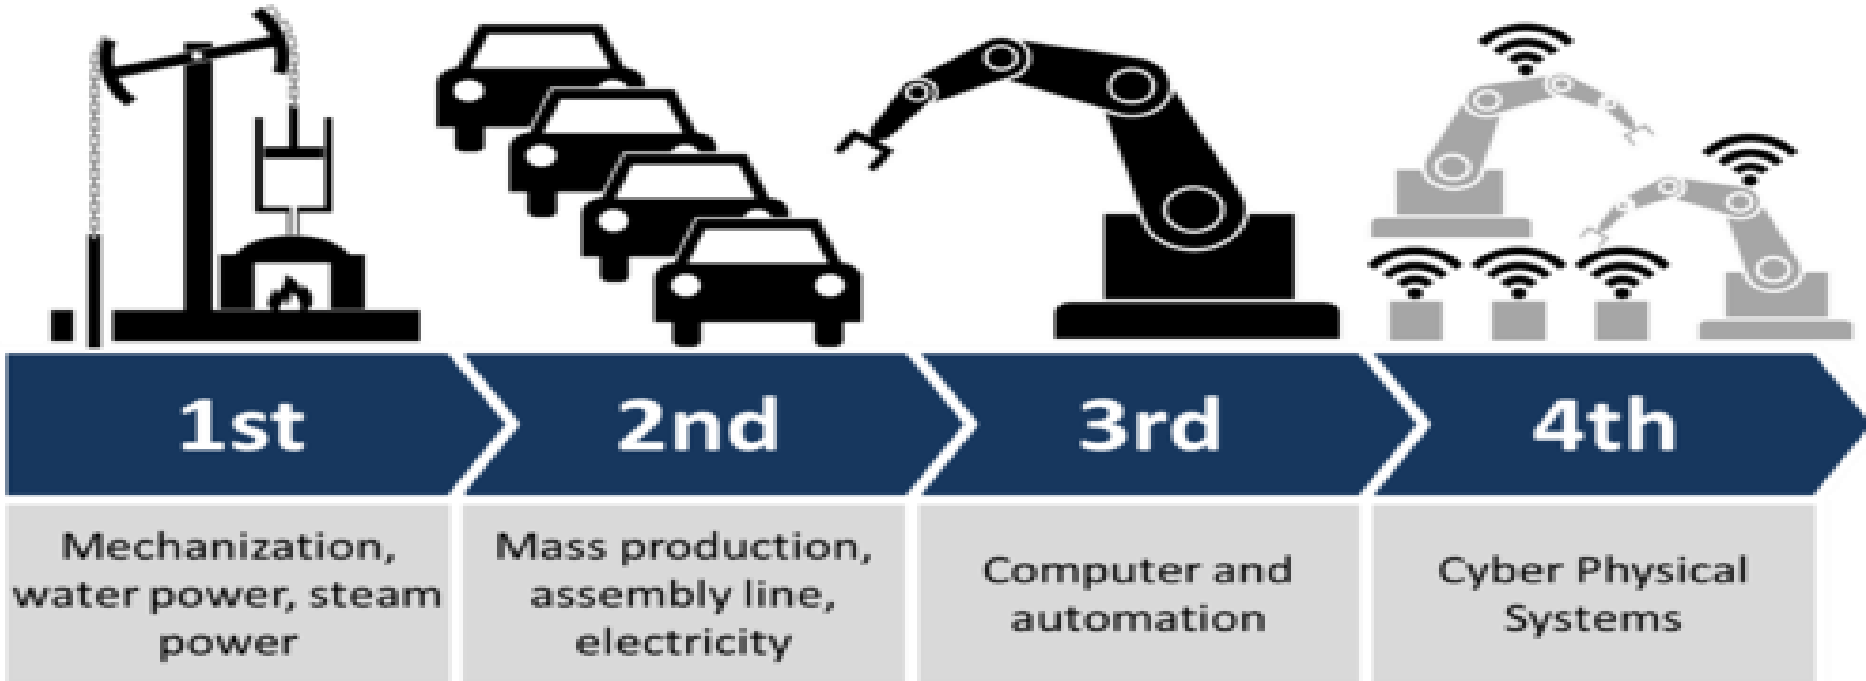 1st
2nd
3rd
4th
Mechanization,
water power, steam
power
Mass production,
assembly line,
electricity
Computer and
automation
Cyber Physical
Systems